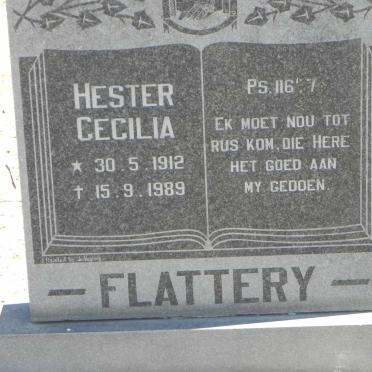 HESTER
CECILIA
★ 30.5.1912
† 15.9.1989
PS. 116:7
EK MOET NOU TOT
RUS KOM, DIE HERE
HET GOED AAN
MY GEDOEN.
— FLATTERY —